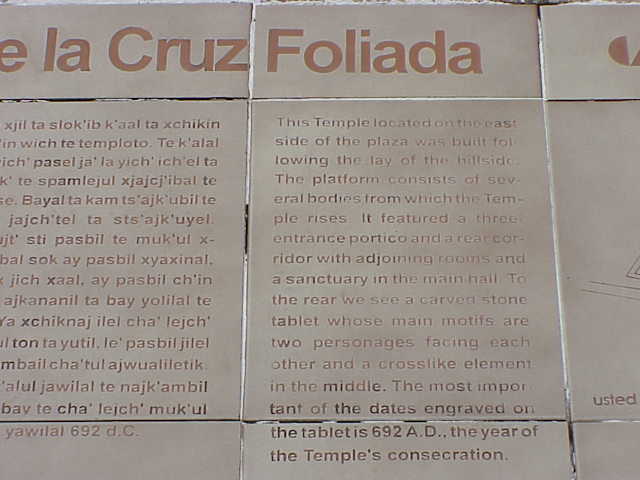 e la Cruz Foliada
xjil ta slok'ib k'aal ta xchikin
'in wich te temploto. Te k'alal
ich' pasel ja' la yich' ich'el ta
k' te spamlejul xjajcj'ibal te
se. Bayal ta kam ts'ajk'ubil te
jajch'tel ta sts'ajk'uyel.
ujt' sti pasbil te muk'ul x-
bal sok ay pasbil xyaxinal,
x jich xaal, ay pasbil ch'in
ajkananil ta bay yolilal te
Ya xchiknaj ilel cha' lejch'
ul ton ta yutil, le' pasbil jilel
mbail cha'tul ajwualiletik.
'alul jawilal te najk'ambil
bay te cha' lejch' muk'ul
yawilal 692 d.C.
This Temple located on the east
side of the plaza was built fol-
lowing the lay of the hillside.
The platform consists of sev-
eral bodies from which the Tem-
ple rises. It featured a three-
entrance portico and a rear cor-
ridor with adjoining rooms and
a sanctuary in the main hall. To
the rear we see a carved stone
tablet whose main motifs are
two personages facing each
other and a crosslike element
in the middle. The most impor-
tant of the dates engraved on
the tablet is 692 A.D., the year of
the Temple's consecration.
usted